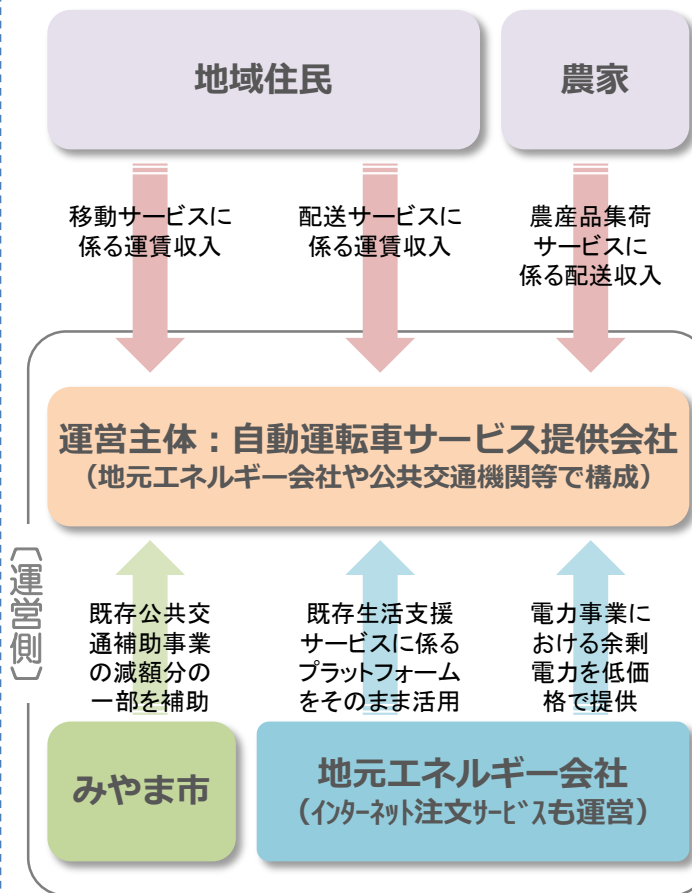 地域住民
農家
移動サービスに
係る運賃収入
配送サービスに
係る運賃収入
農産品集荷
サービスに
係る配送収入
運営主体：自動運転車サービス提供会社
（地元エネルギー会社や公共交通機関等で構成）
〔運営側〕
既存公共交
通補助事業
の減額分の
一部を補助
既存生活支援
サービスに係る
プラットフォーム
をそのまま活用
電力事業に
おける余剰
電力を低価
格で提供
みやま市
地元エネルギー会社
（ｲﾝﾀｰﾈｯﾄ注文ｻｰﾋﾞｽも運営）